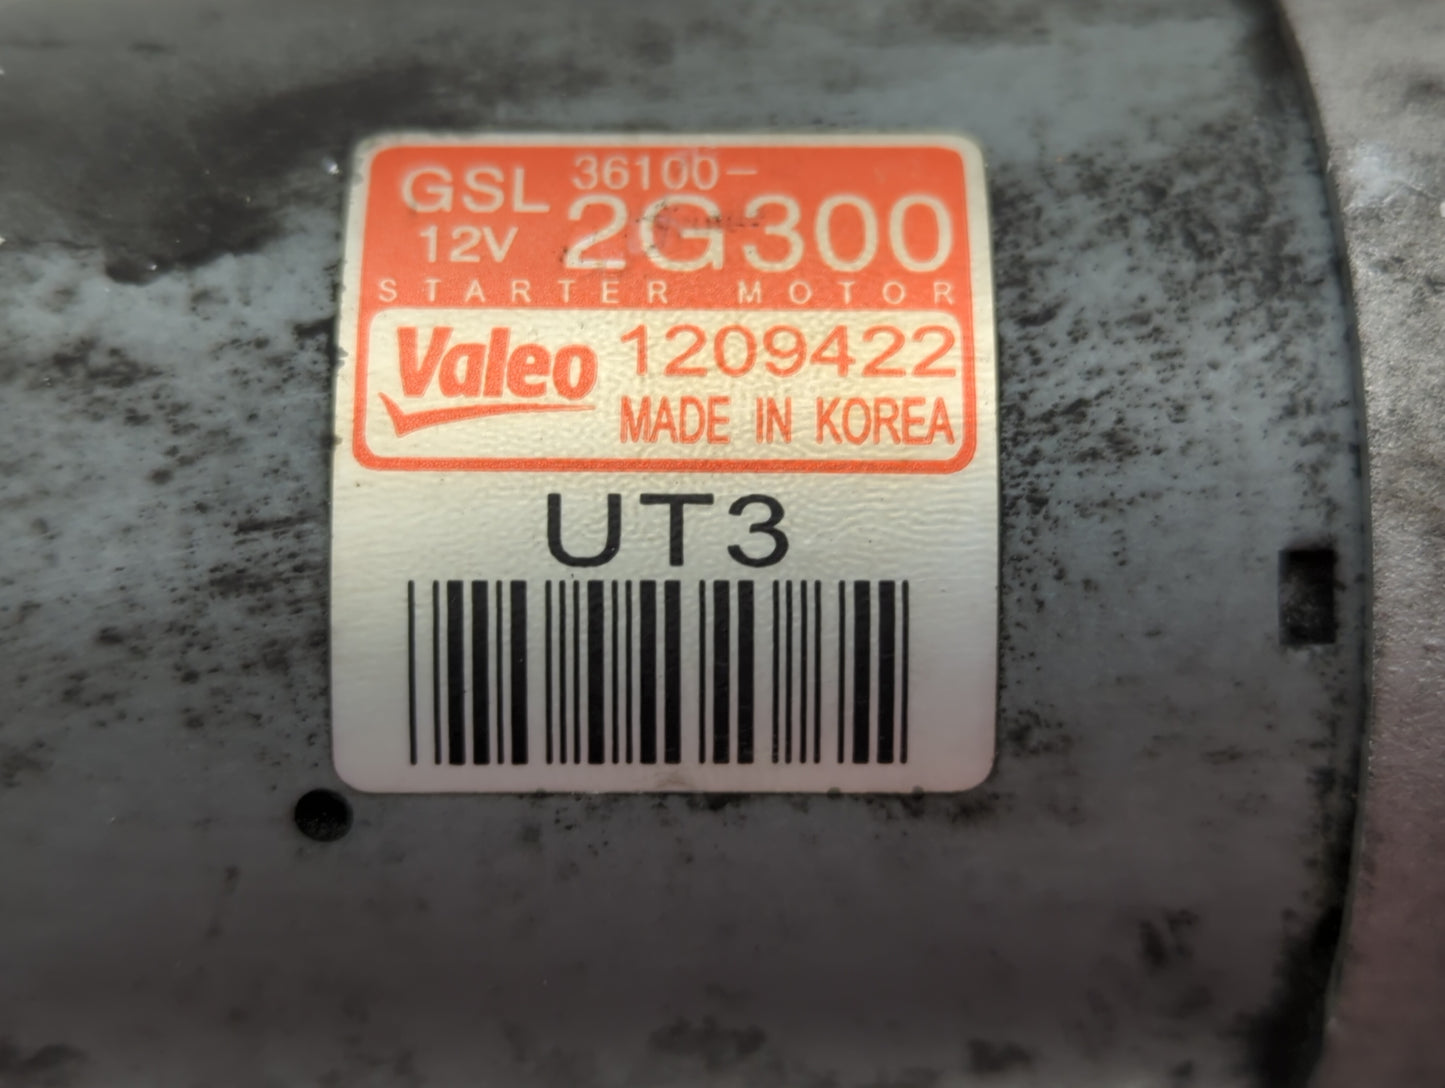 GSL 36100-
12V 2G300
STARTER MOTOR
Valeo 1209422
MADE IN KOREA
UT3